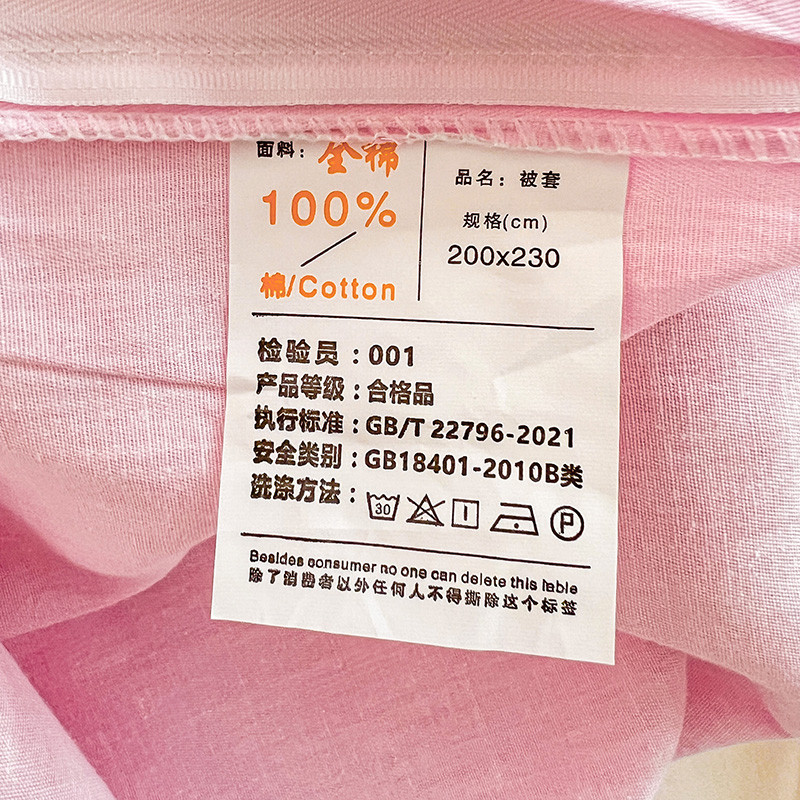 面料：全棉
100%
棉/Cotton
品名：被套
规格(cm)
200x230
检验员：001
产品等级：合格品
执行标准：GB/T 22796-2021
安全类别：GB18401-2010B类
洗涤方法：
30
P
Besides consumer no one can delete this lable
除了消费者以外任何人不得撕除这个标签